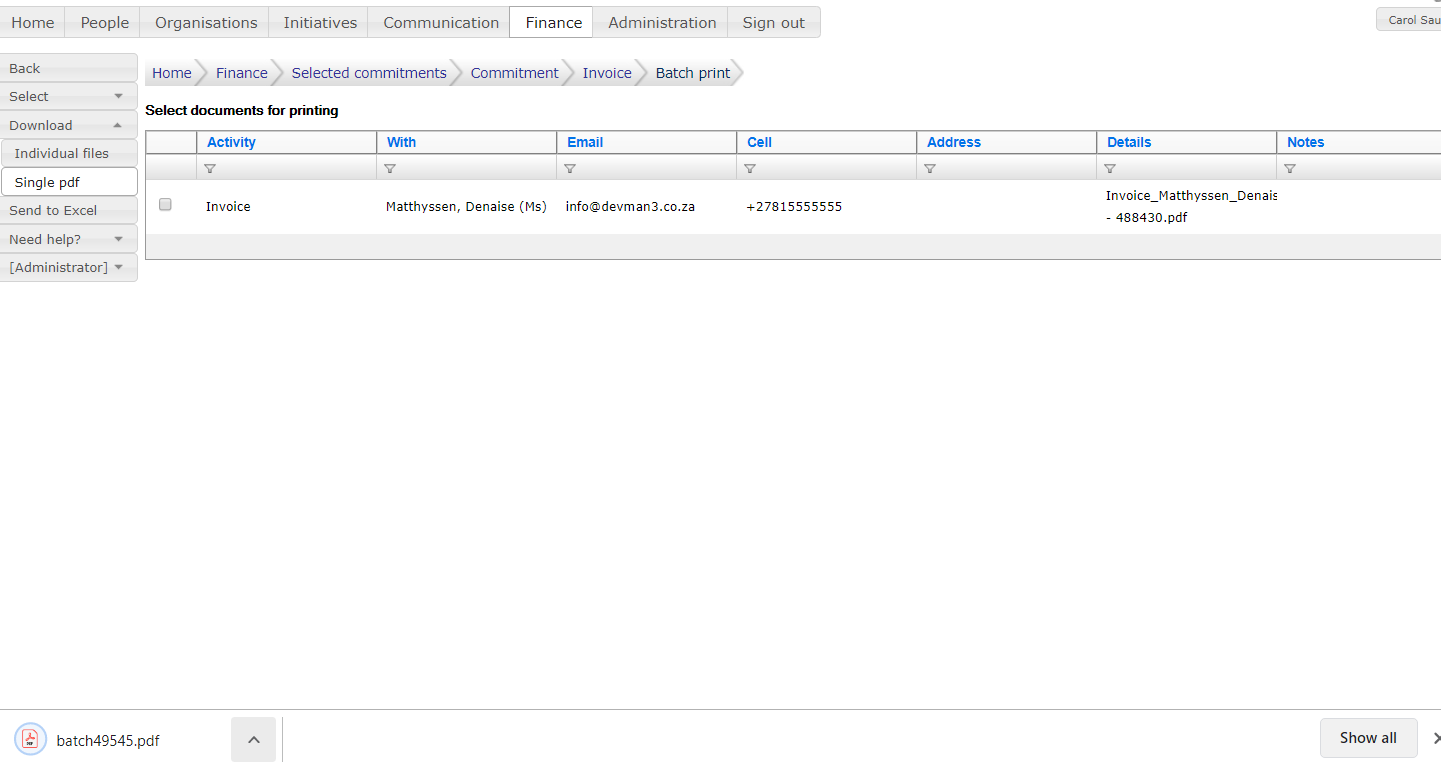 Home People Organisations Initiatives Communication Finance Administration Sign out
Carol Sau
Back
Select
Download
Individual files
Single pdf
Send to Excel
Need help?
[Administrator]
Home Finance Selected commitments Commitment Invoice Batch print
Select documents for printing
Activity With Email Cell Address Details Notes
Invoice Matthyssen, Denaise (Ms) info@devman3.co.za +27815555555 Invoice_Matthyssen_Denais
- 488430.pdf
batch49545.pdf
Show all